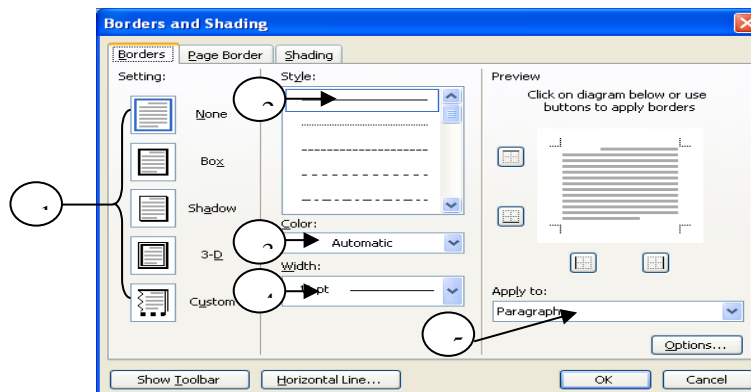 Borders and Shading
Borders
Page Border
Shading
Setting:
None
Box
Shadow
3-D
Custom
Style:
Color:
Automatic
Width:
pt
Preview
Click on diagram below or use
buttons to apply borders
Apply to:
Paragraph
Options...
Show Toolbar
Horizontal Line...
OK
Cancel